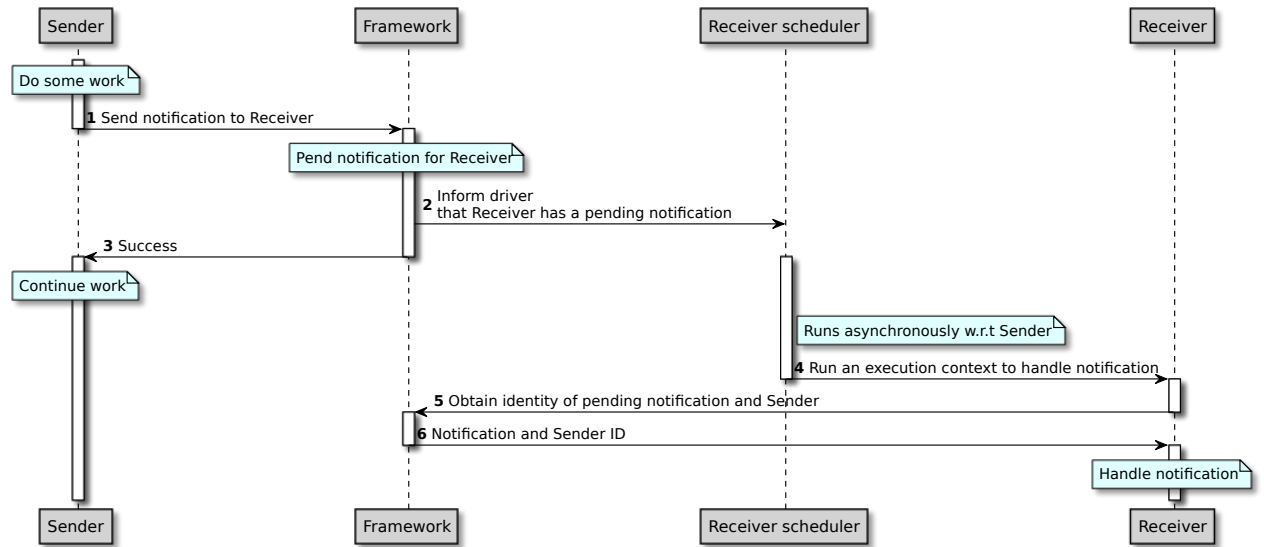 Sender
Framework
Receiver scheduler
Receiver
Do some work
1 Send notification to Receiver
Pend notification for Receiver
2 Inform driver
that Receiver has a pending notification
3 Success
Continue work
Runs asynchronously w.r.t Sender
4 Run an execution context to handle notification
5 Obtain identity of pending notification and Sender
6 Notification and Sender ID
Handle notification
Sender
Framework
Receiver scheduler
Receiver